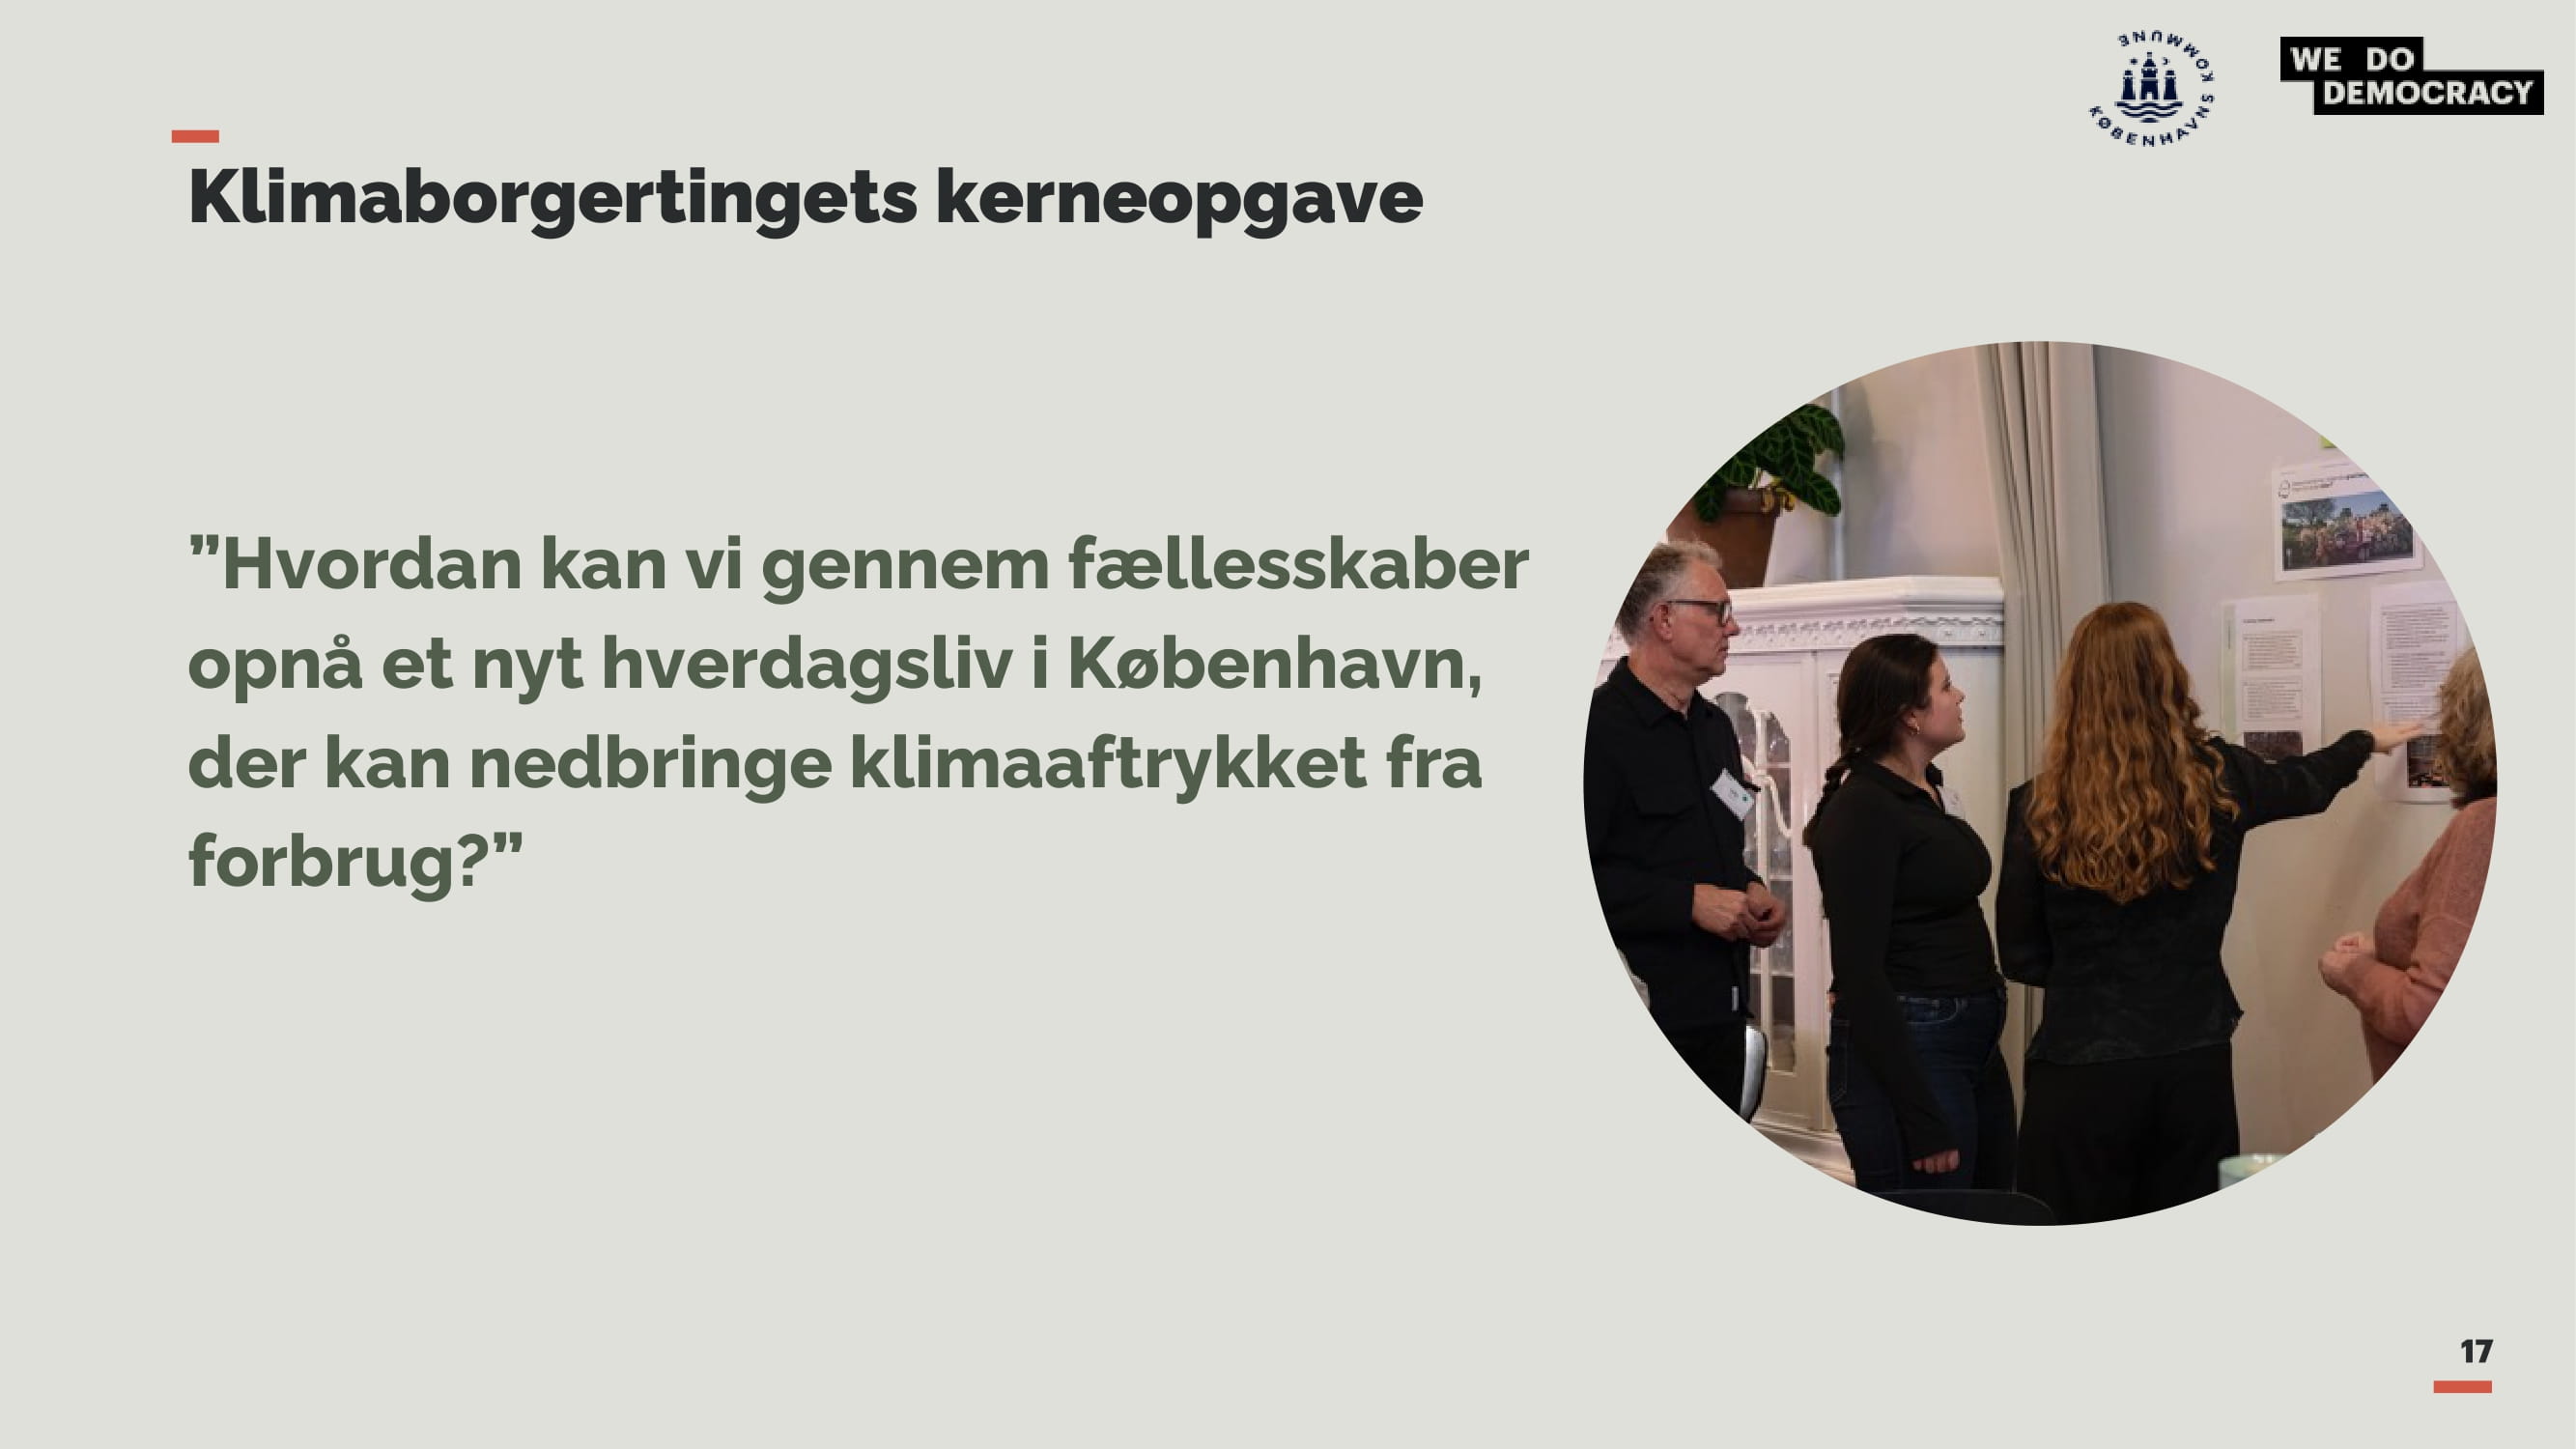 KØBENHAVNS KOMMUNE
WE DO
DEMOCRACY
Klimaborgertingets kerneopgave
”Hvordan kan vi gennem fællesskaber
opnå et nyt hverdagsliv i København,
der kan nedbringe klimaaftrykket fra
forbrug?”
17